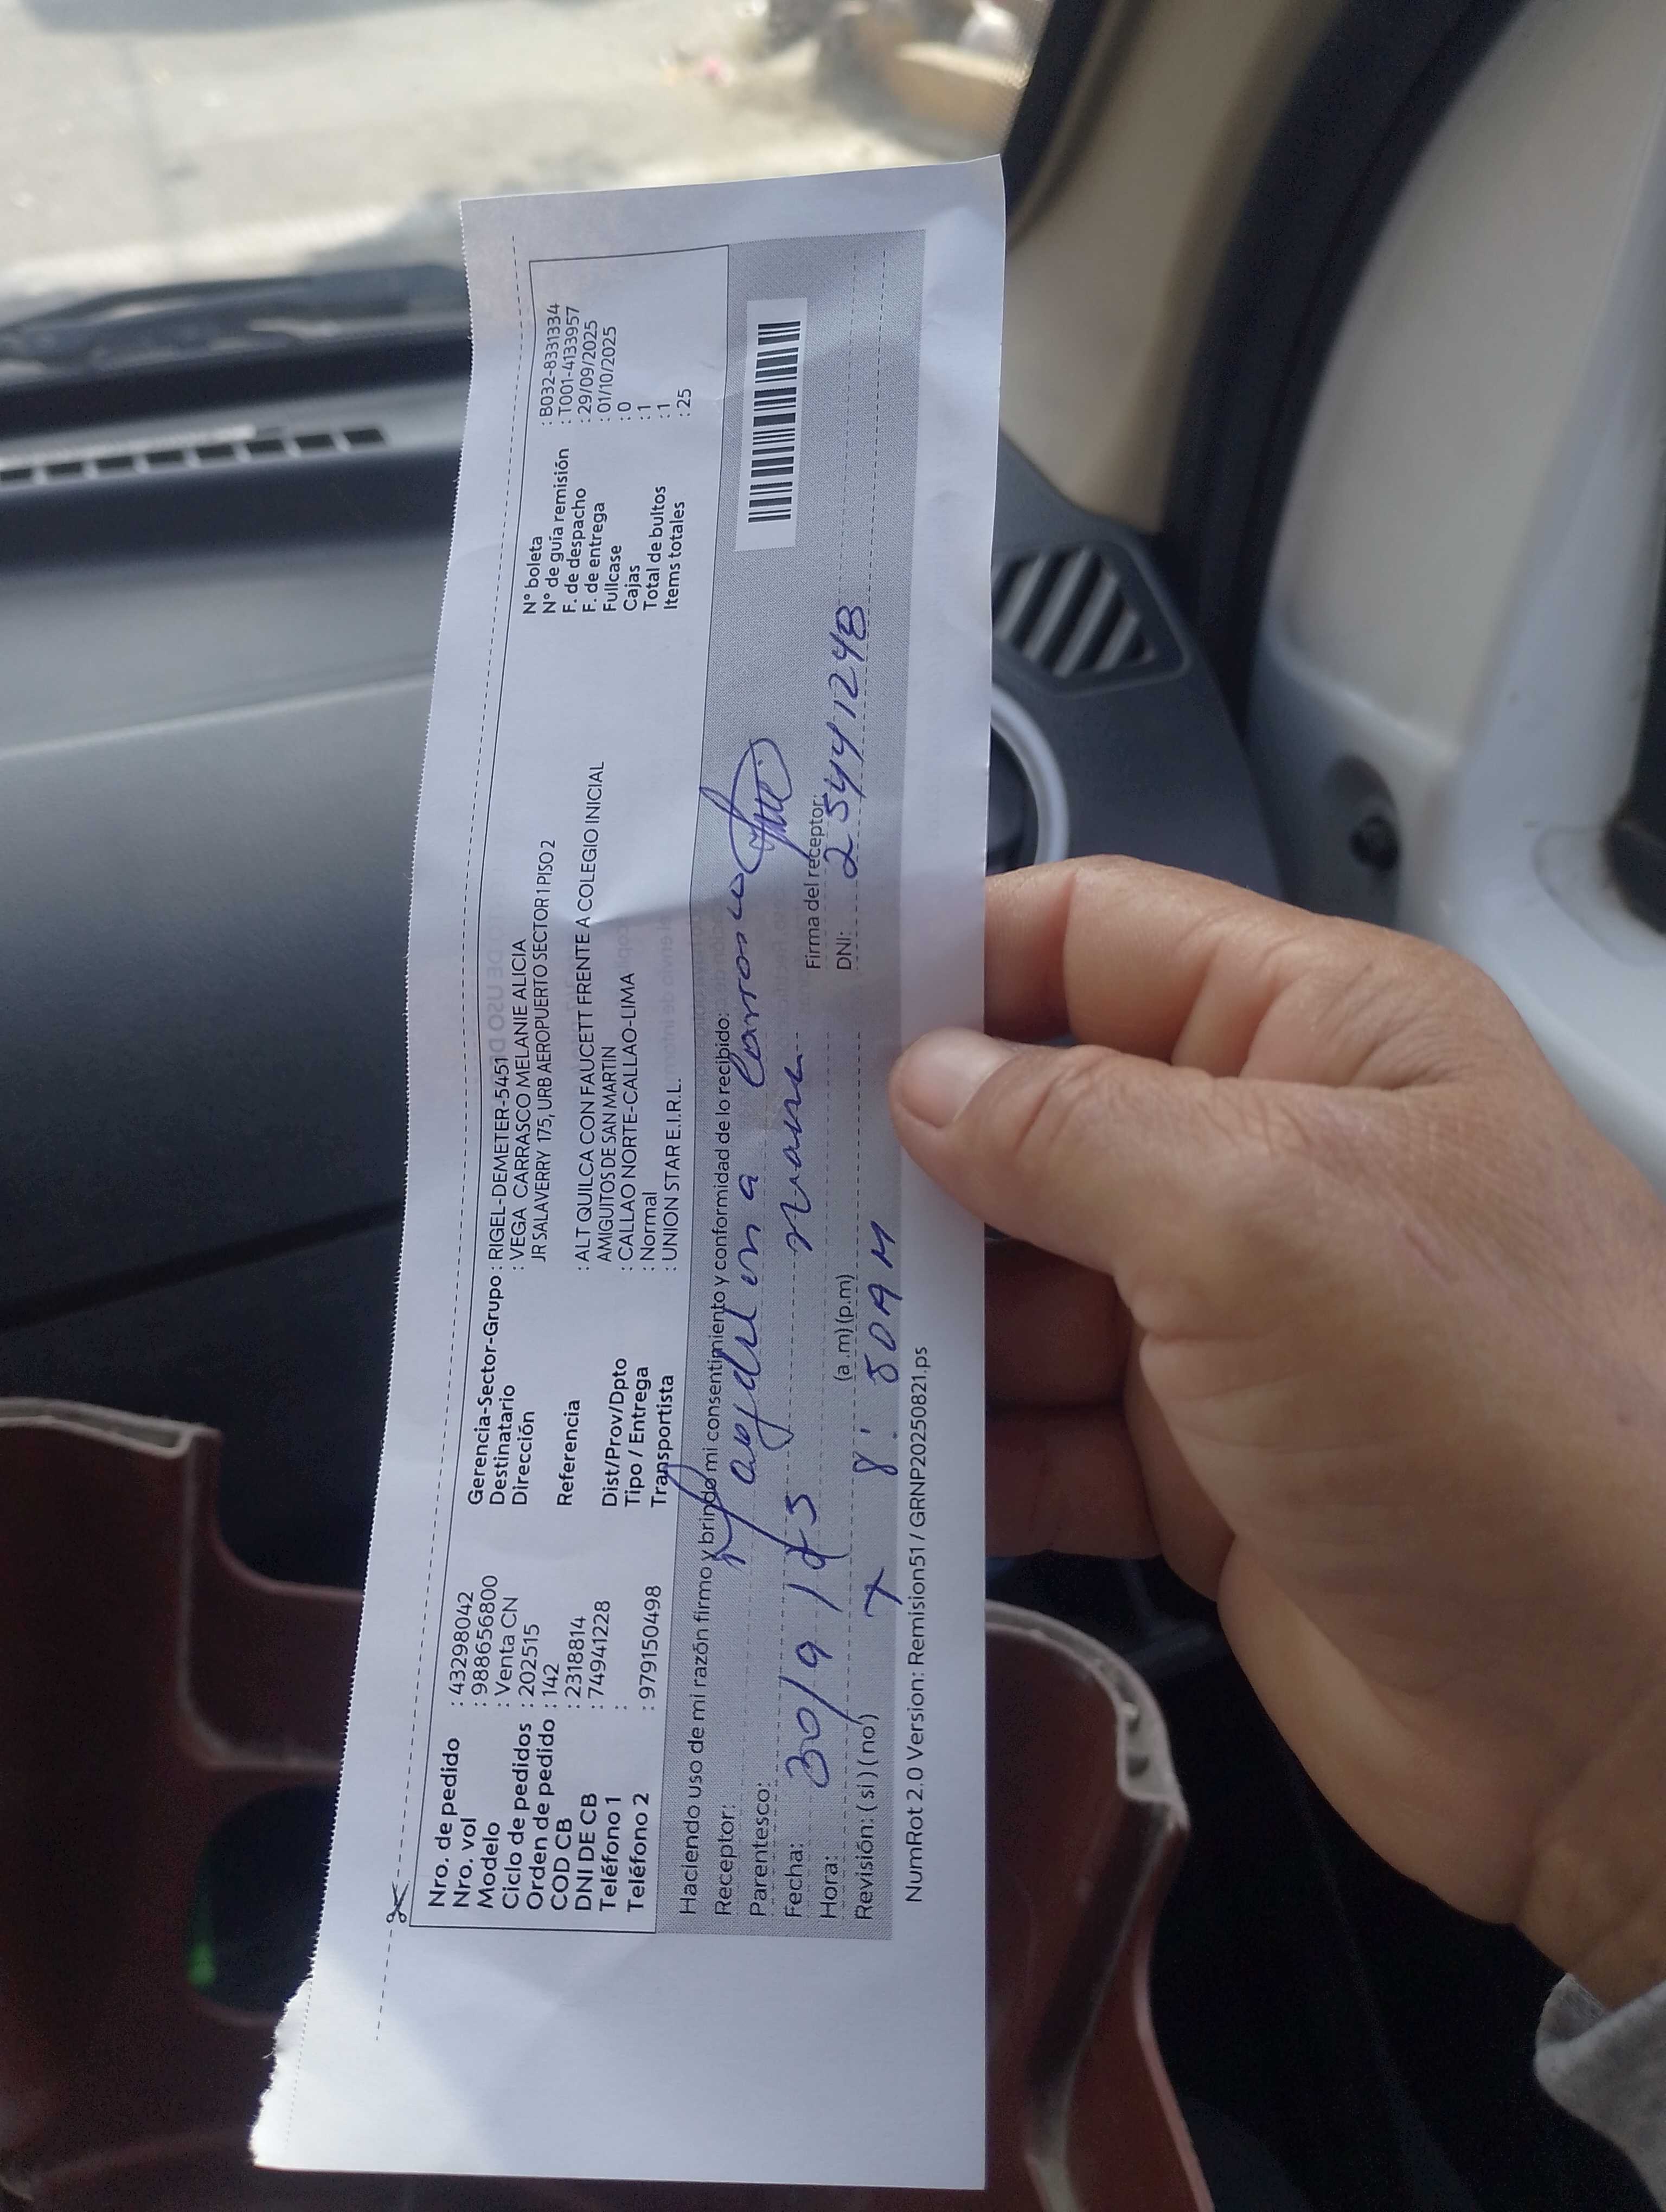 Nro. de pedido : 43298042
Nro. vol : 988656800
Modelo : Venta CN
Ciclo de pedidos : 202515
Orden de pedido : 142
COD CB : 2318814
DNI DE CB : 74941228
Teléfono 1 :
Teléfono 2 : 979150498
Gerencia-Sector-Grupo : RIGEL-DEMETER-5451
Destinatario : VEGA CARRASCO MELANIE ALICIA
Dirección JR SALAVERRY 175, URB AEROPUERTO SECTOR 1 PISO 2
Referencia : ALT QUILCA CON FAUCETT FRENTE A COLEGIO INICIAL
AMIGUITOS DE SAN MARTIN
Dist/Prov/Dpto : CALLAO NORTE-CALLAO-LIMA
Tipo / Entrega : Normal
Transportista : UNION STAR E.I.R.L.
N° boleta : B032-8331334
N° de guía remisión : T001-4133957
F. de despacho : 29/09/2025
F. de entrega : 01/10/2025
Fullcase : 0
Cajas : 1
Total de bultos : 1
Items totales : 25
Haciendo uso de mi razón firmo y brindo mi consentimiento y conformidad de lo recibido:
Receptor: Carrasco
Parentesco:
Fecha: 30/9/
Hora: (a.m) (p.m) 8: 50 AM
Revisión: ( si ) ( no )
Firma del receptor:
DNI: 25441248
NumRot 2.0 Version: Remision51 / GRNP20250821.ps